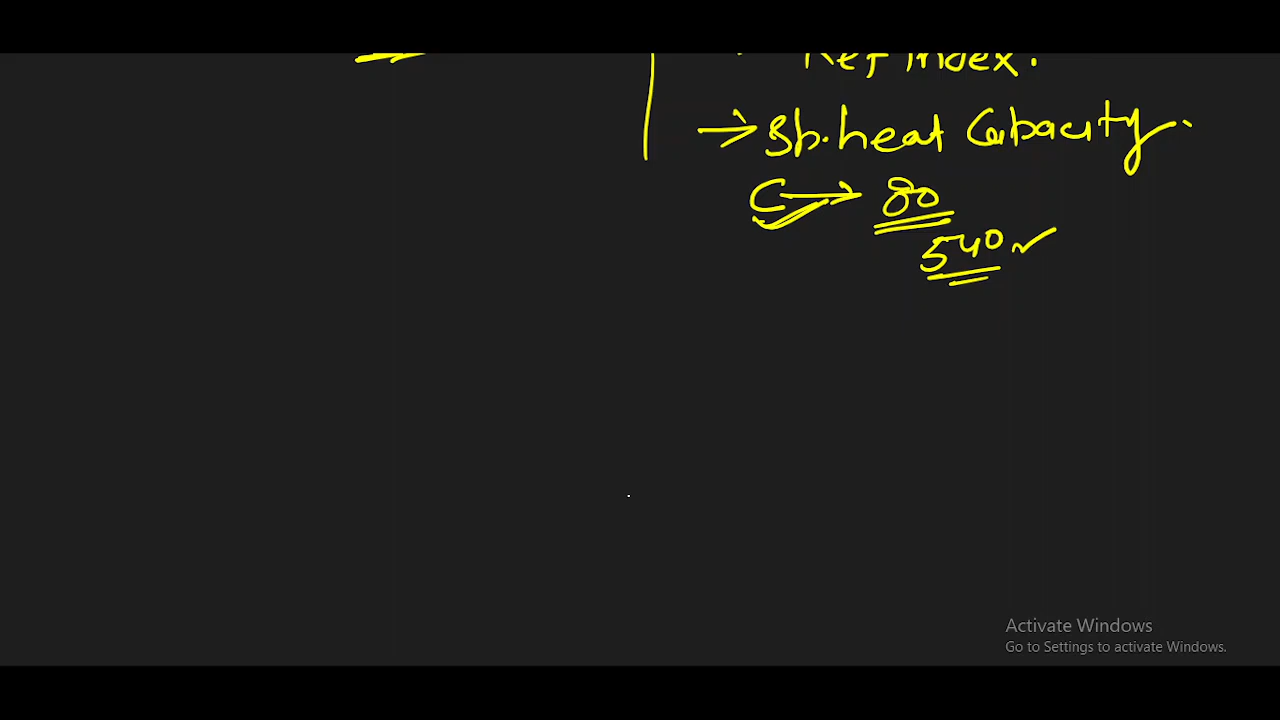 Ref index.
→ Sp. heat Capacity.
C → 80
540 ✓
Activate Windows
Go to Settings to activate Windows.